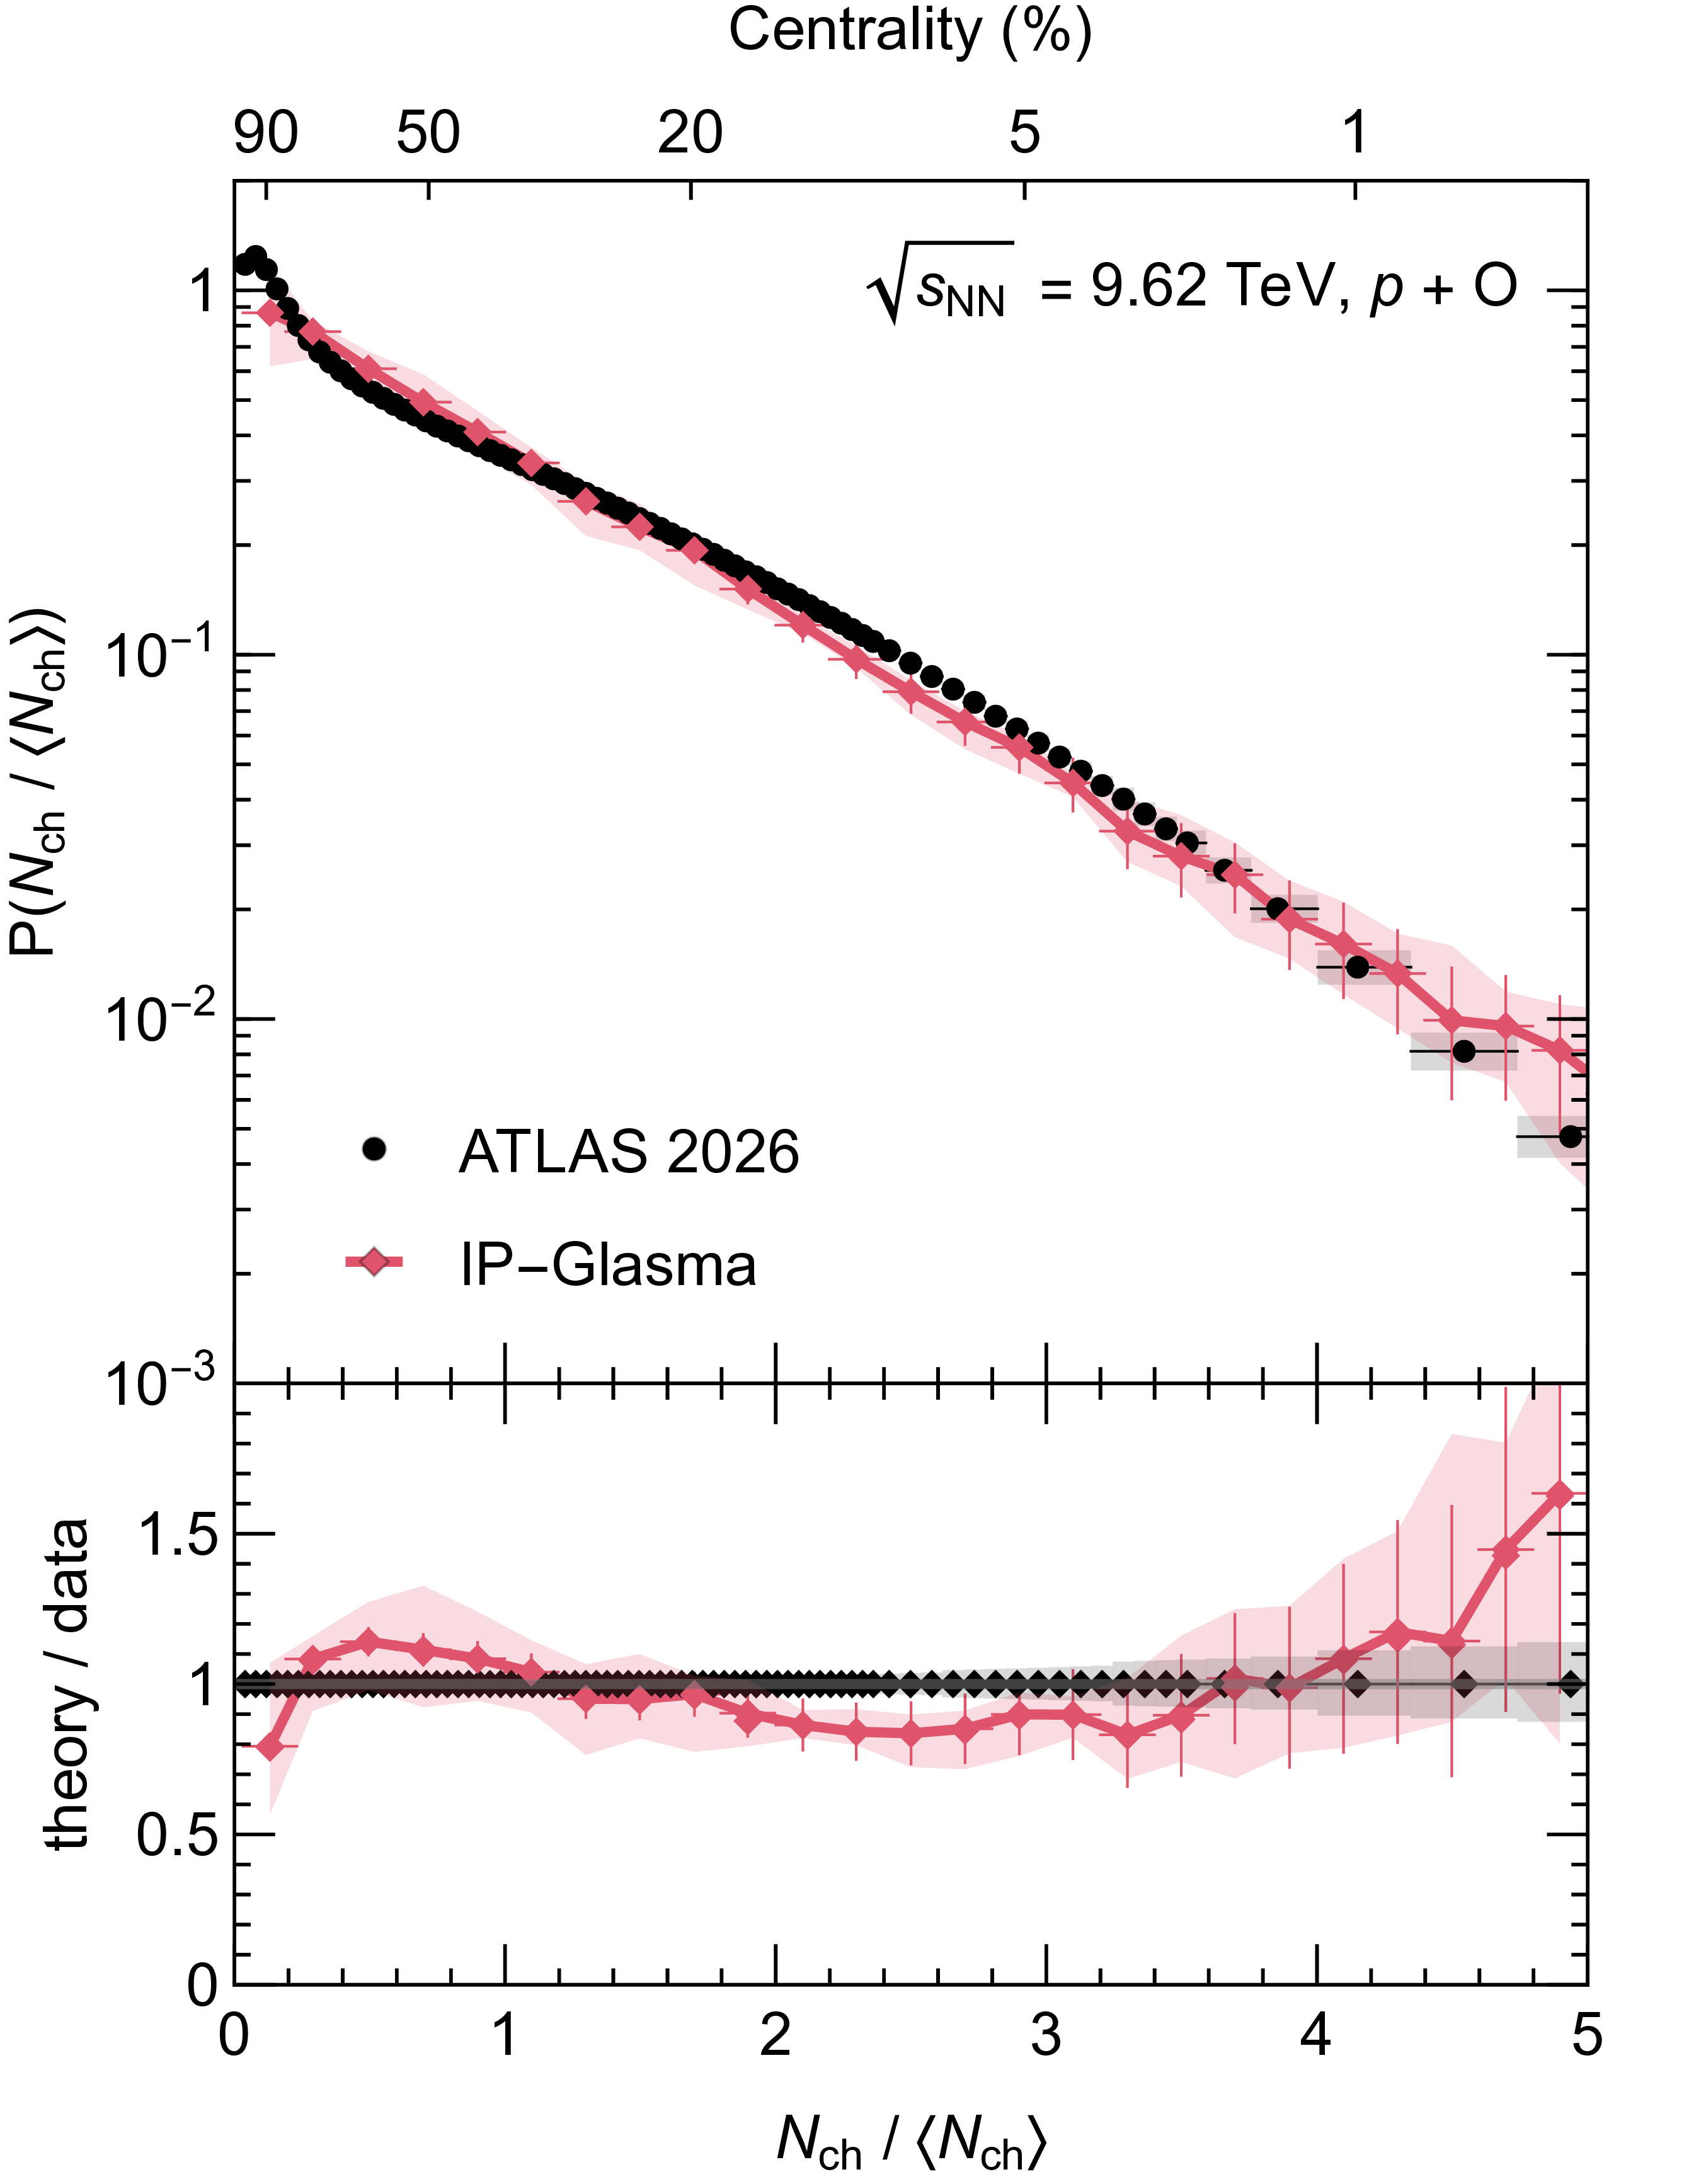 Centrality (%)
90 50 20 5 1
√sNN = 9.62 TeV, p + O
1
10−1
10−2
10−3
P(Nch / ⟨Nch⟩)
ATLAS 2026
IP−Glasma
1.5
1
0.5
0
theory / data
0 1 2 3 4 5
Nch / ⟨Nch⟩